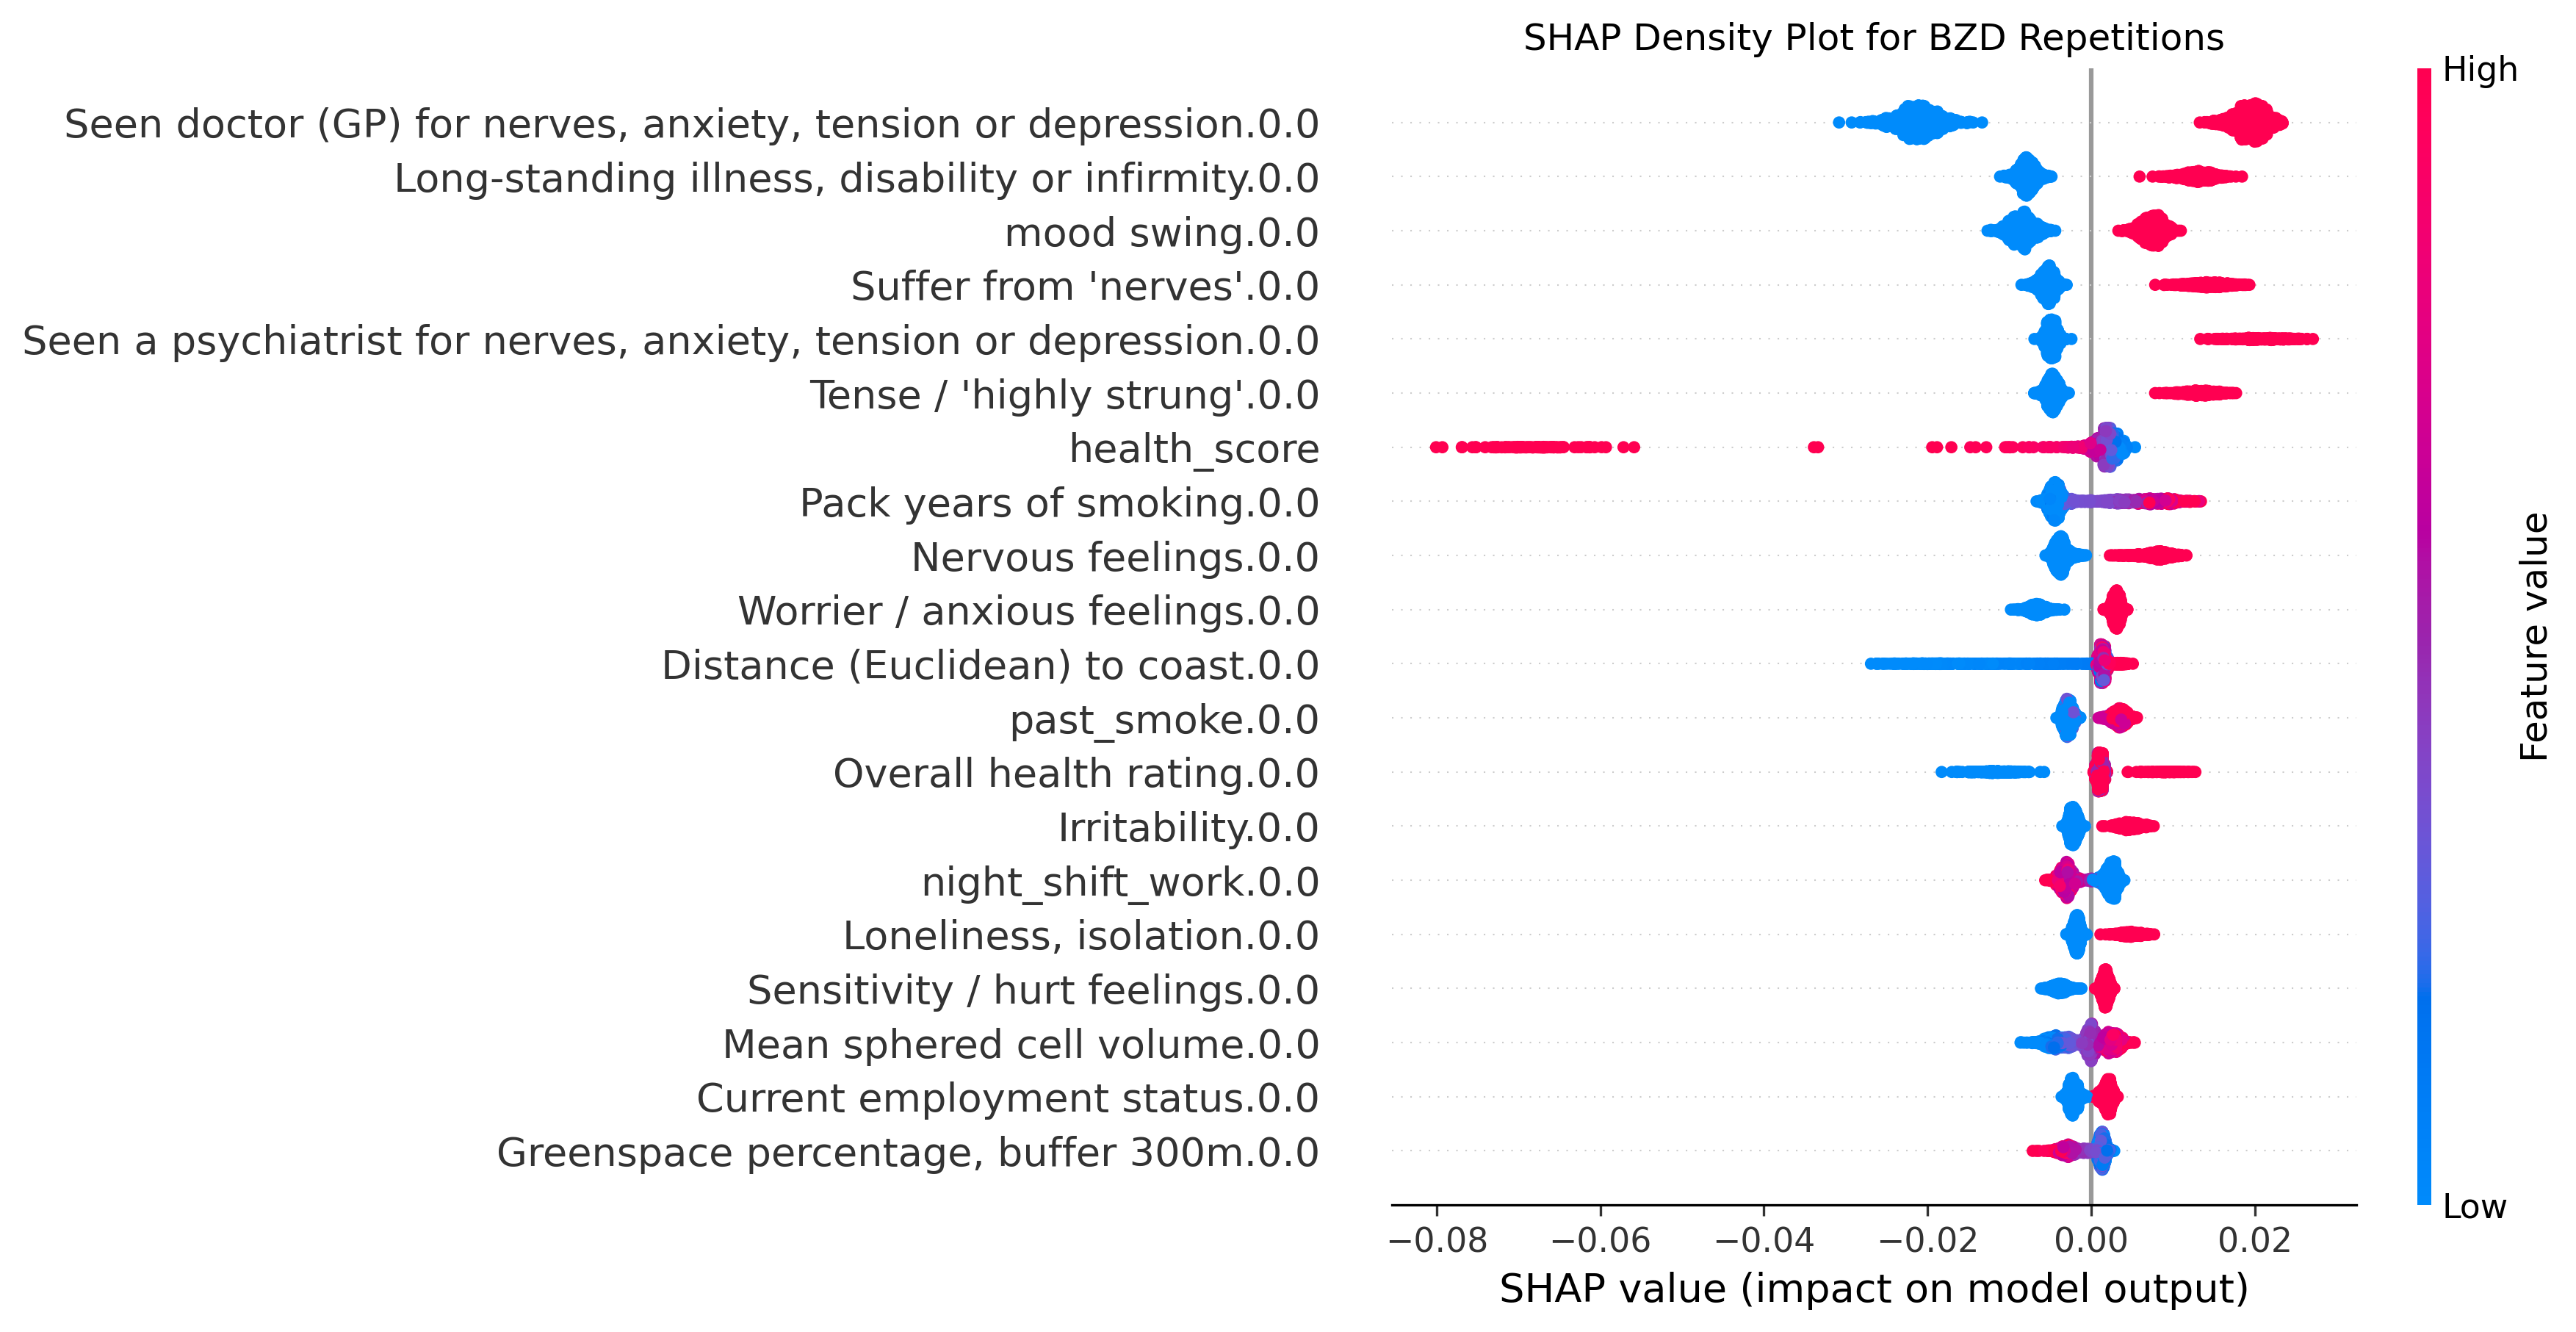 SHAP Density Plot for BZD Repetitions
High
Seen doctor (GP) for nerves, anxiety, tension or depression.0.0
Long-standing illness, disability or infirmity.0.0
mood swing.0.0
Suffer from 'nerves'.0.0
Seen a psychiatrist for nerves, anxiety, tension or depression.0.0
Tense / 'highly strung'.0.0
health_score
Pack years of smoking.0.0
Nervous feelings.0.0
Worrier / anxious feelings.0.0
Distance (Euclidean) to coast.0.0
past_smoke.0.0
Overall health rating.0.0
Irritability.0.0
night_shift_work.0.0
Loneliness, isolation.0.0
Sensitivity / hurt feelings.0.0
Mean sphered cell volume.0.0
Current employment status.0.0
Greenspace percentage, buffer 300m.0.0
Feature value
Low
−0.08 −0.06 −0.04 −0.02 0.00 0.02
SHAP value (impact on model output)